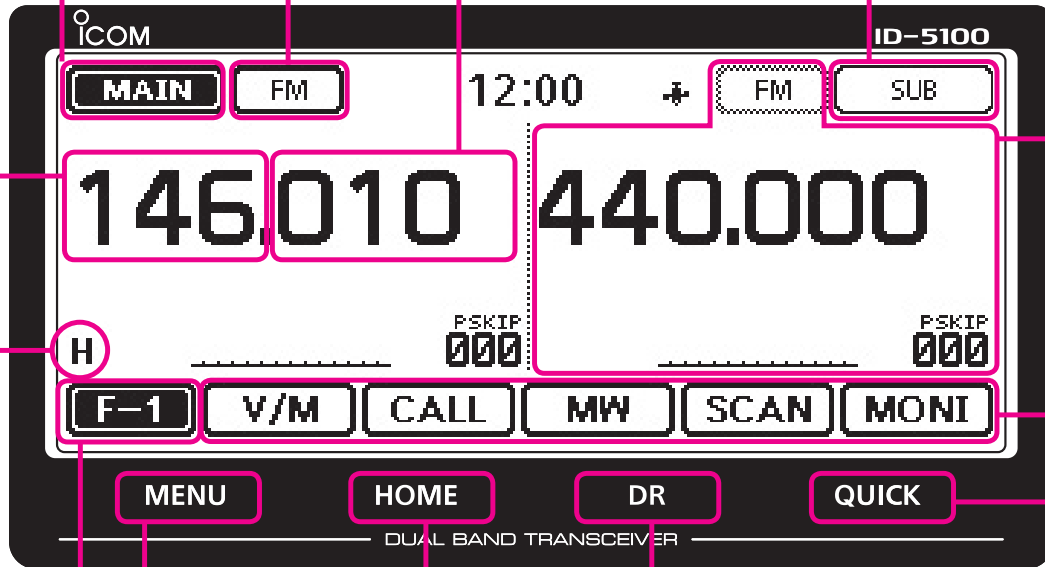 ICOM
ID-5100
MAIN FM 12:00 FM SUB
146.010 440.000
PSKIP PSKIP
H 000 000
F-1 V/M CALL MW SCAN MONI
MENU HOME DR QUICK
DUAL BAND TRANSCEIVER